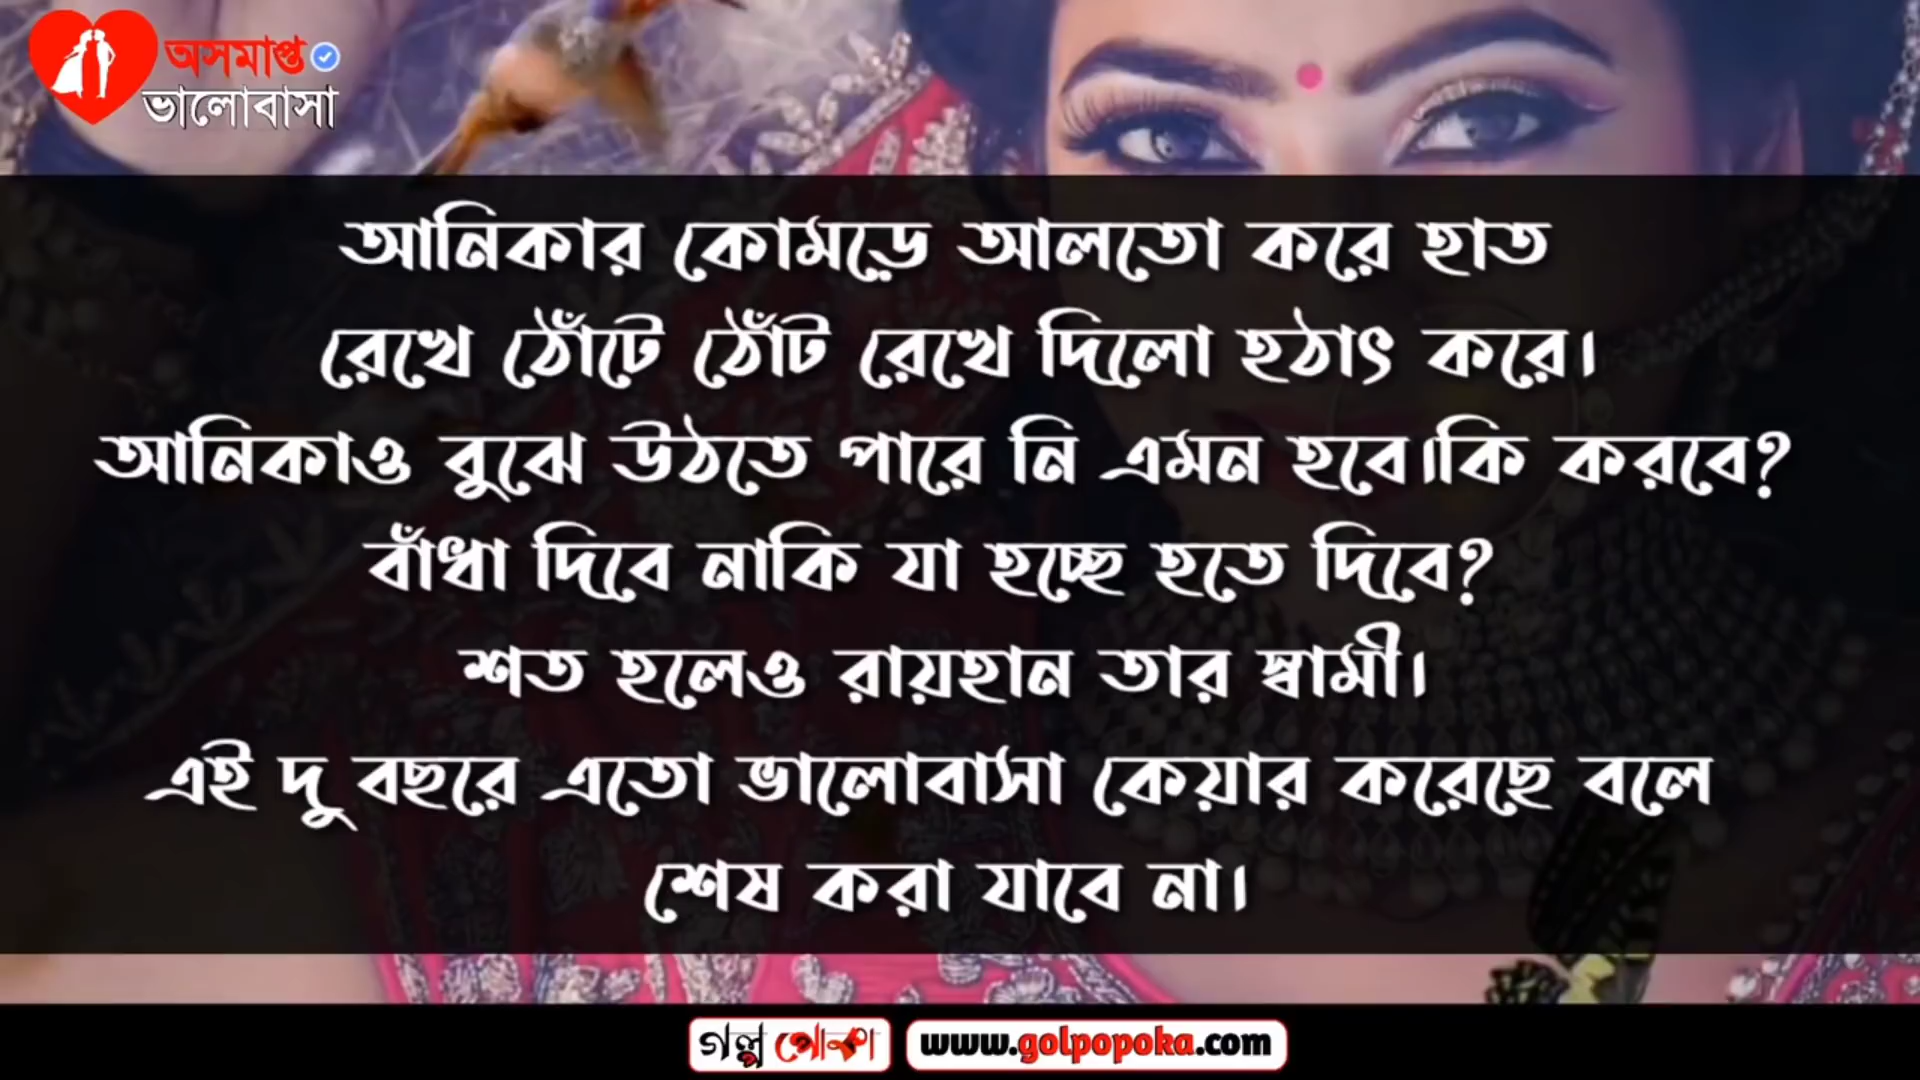 অসমাপ্ত
ভালোবাসা
আনিকার কোমড়ে আলতো করে হাত
রেখে ঠোঁটে ঠোঁট রেখে দিলো হঠাৎ করে।
আনিকাও বুঝে উঠতে পারে নি এমন হবে।কি করবে?
বাঁধা দিবে নাকি যা হচ্ছে হতে দিবে?
শত হলেও রায়হান তার স্বামী।
এই দু বছরে এতো ভালোবাসা কেয়ার করেছে বলে
শেষ করা যাবে না।
গল্প পোকা
www.golpopoka.com